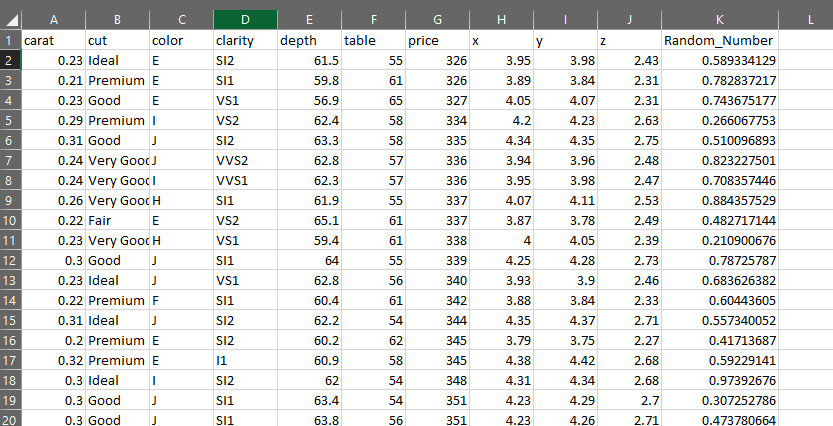 A B C D E F G H I J K L
1 carat cut color clarity depth table price x y z Random_Number
2 0.23 Ideal E SI2 61.5 55 326 3.95 3.98 2.43 0.589334129
3 0.21 Premium E SI1 59.8 61 326 3.89 3.84 2.31 0.782837217
4 0.23 Good E VS1 56.9 65 327 4.05 4.07 2.31 0.743675177
5 0.29 Premium I VS2 62.4 58 334 4.2 4.23 2.63 0.266067753
6 0.31 Good J SI2 63.3 58 335 4.34 4.35 2.75 0.510096893
7 0.24 Very Good J VVS2 62.8 57 336 3.94 3.96 2.48 0.823227501
8 0.24 Very Good I VVS1 62.3 57 336 3.95 3.98 2.47 0.708357446
9 0.26 Very Good H SI1 61.9 55 337 4.07 4.11 2.53 0.884357529
10 0.22 Fair E VS2 65.1 61 337 3.87 3.78 2.49 0.482717144
11 0.23 Very Good H VS1 59.4 61 338 4 4.05 2.39 0.210900676
12 0.3 Good J SI1 64 55 339 4.25 4.28 2.73 0.78725787
13 0.23 Ideal J VS1 62.8 56 340 3.93 3.9 2.46 0.683626382
14 0.22 Premium F SI1 60.4 61 342 3.88 3.84 2.33 0.60443605
15 0.31 Ideal J SI2 62.2 54 344 4.35 4.37 2.71 0.557340052
16 0.2 Premium E SI2 60.2 62 345 3.79 3.75 2.27 0.41713687
17 0.32 Premium E I1 60.9 58 345 4.38 4.42 2.68 0.59229141
18 0.3 Ideal I SI2 62 54 348 4.31 4.34 2.68 0.97392676
19 0.3 Good J SI1 63.4 54 351 4.23 4.29 2.7 0.307252786
20 0.3 Good J SI1 63.8 56 351 4.23 4.26 2.71 0.473780664